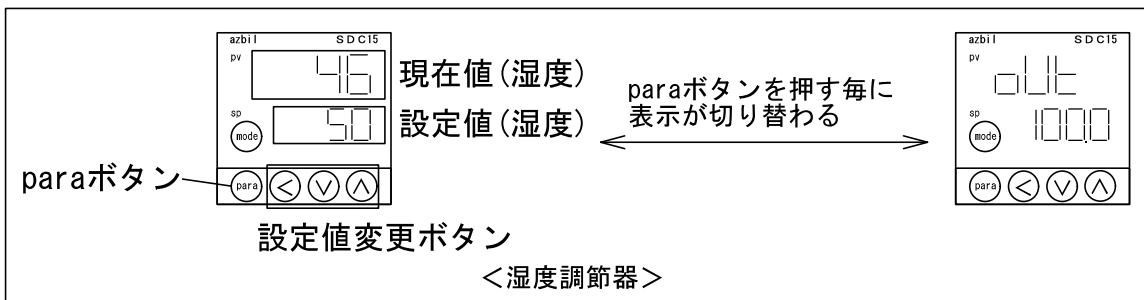 azbil SDC15
pv
46
現在値(湿度)
sp
50
設定値(湿度)
mode
paraボタン
para
設定値変更ボタン
paraボタンを押す毎に
表示が切り替わる
azbil SDC15
pv
oUt
sp
100.0
mode
para
<湿度調節器>